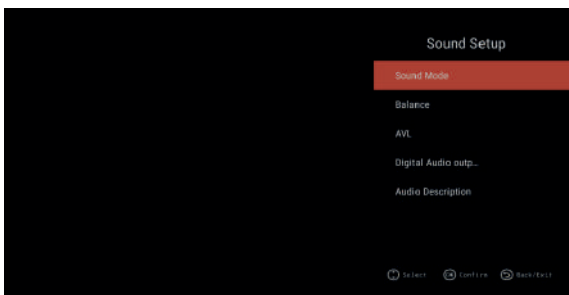 Sound Setup
Sound Mode
Balance
AVL
Digital Audio outp...
Audio Description
Select Confirm Back/Exit